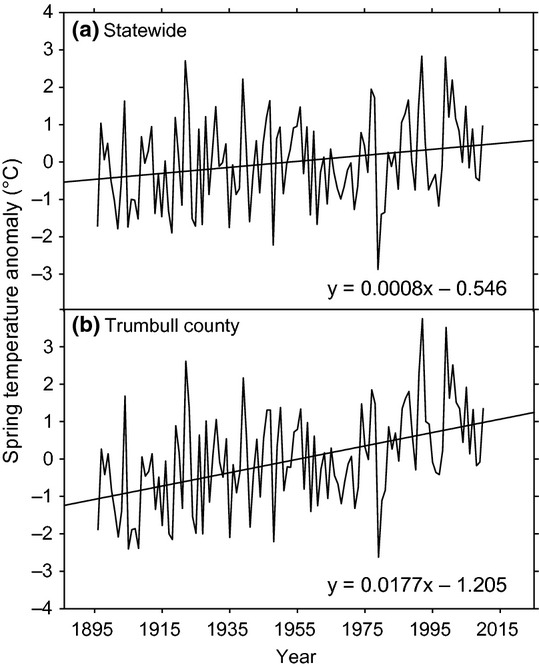 (a) Statewide
4
3
2
1
0
–1
–2
–3
y = 0.0008x – 0.546
Spring temperature anomaly (°C)
(b) Trumbull county
3
2
1
0
–1
–2
–3
–4
y = 0.0177x – 1.205
1895 1915 1935 1955 1975 1995 2015
Year